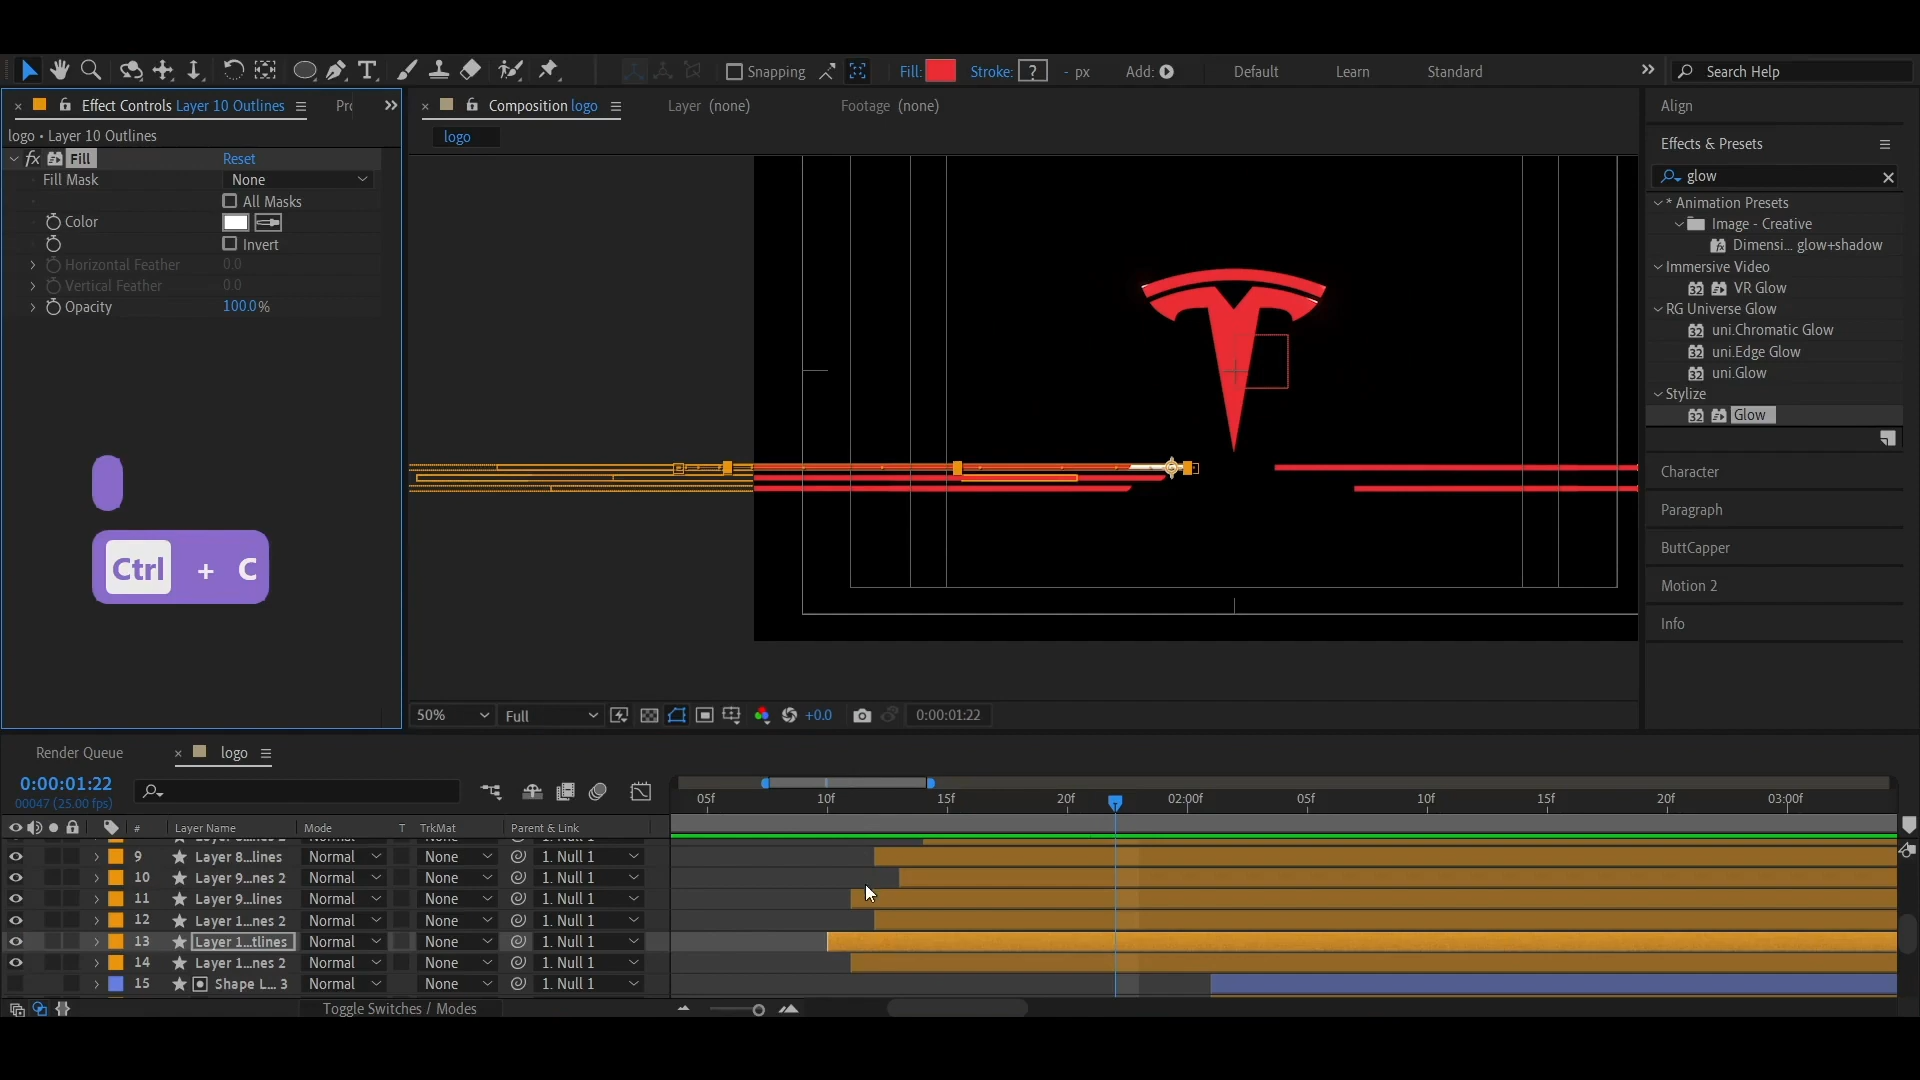 Snapping
Fill:
Stroke: ? - px
Add:
Default
Learn
Standard
Search Help
Effect Controls Layer 10 Outlines
Composition logo
Layer (none)
Footage (none)
Align
logo • Layer 10 Outlines
logo
Effects & Presets
fx Fill Reset
Fill Mask None
All Masks
Color
Invert
Horizontal Feather 0.0
Vertical Feather 0.0
Opacity 100.0%
glow
* Animation Presets
Image - Creative
Dimensi... glow+shadow
Immersive Video
VR Glow
RG Universe Glow
uni.Chromatic Glow
uni.Edge Glow
uni.Glow
Stylize
Glow
Character
Paragraph
ButtCapper
Motion 2
Info
Ctrl + C
50% Full +0.0 0:00:01:22
Render Queue
logo
0:00:01:22
00047 (25.00 fps)
05f 10f 15f 20f 02:00f 05f 10f 15f 20f 03:00f
# Layer Name Mode T TrkMat Parent & Link
9 Layer 8...lines Normal None 1. Null 1
10 Layer 9...nes 2 Normal None 1. Null 1
11 Layer 9...lines Normal None 1. Null 1
12 Layer 1...nes 2 Normal None 1. Null 1
13 Layer 1...tlines Normal None 1. Null 1
14 Layer 1...nes 2 Normal None 1. Null 1
15 Shape L... 3 Normal None 1. Null 1
Toggle Switches / Modes